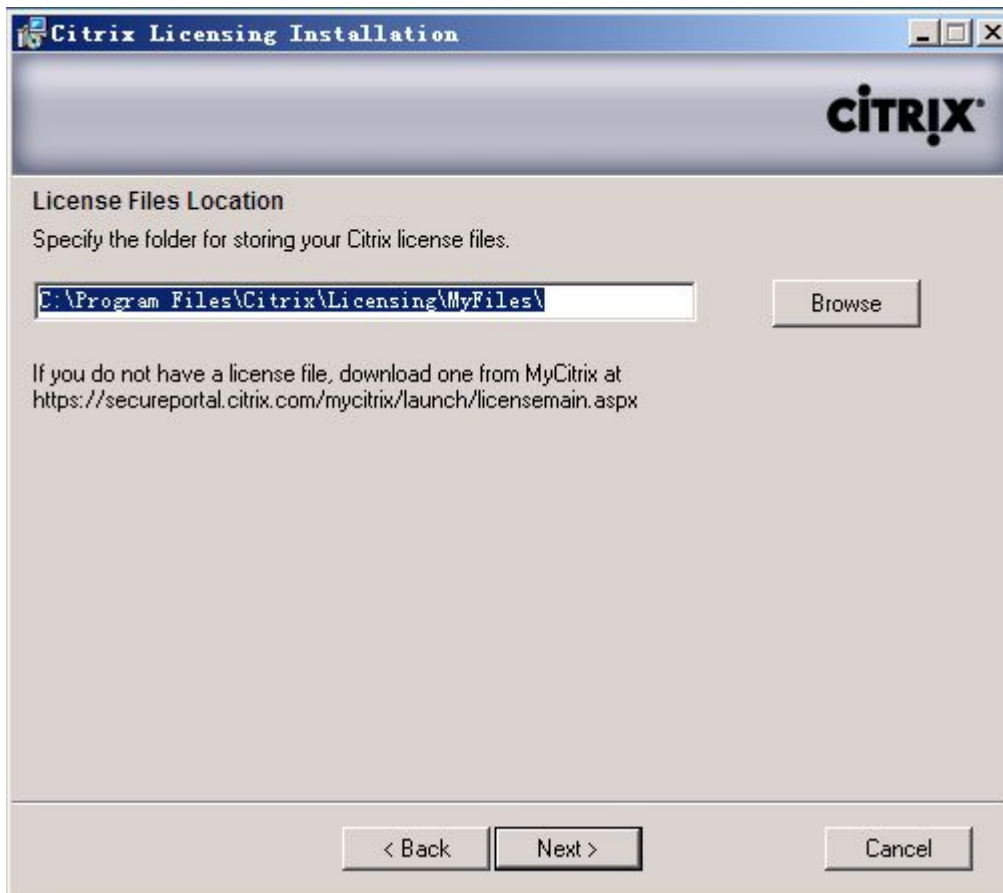 Citrix Licensing Installation
CİTRIX
License Files Location
Specify the folder for storing your Citrix license files.
C:\Program Files\Citrix\Licensing\MyFiles\
Browse
If you do not have a license file, download one from MyCitrix at
https://secureportal.citrix.com/mycitrix/launch/licensemain.aspx
< Back
Next >
Cancel